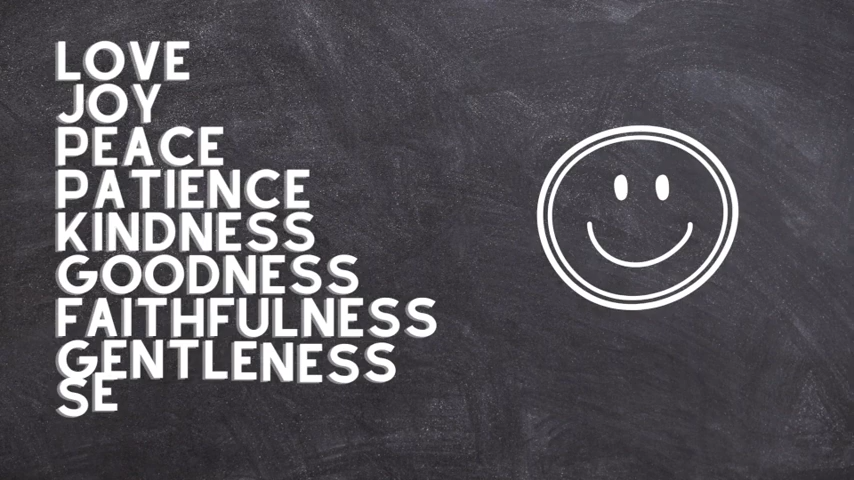 LOVE
JOY
PEACE
PATIENCE
KINDNESS
GOODNESS
FAITHFULNESS
GENTLENESS
SE